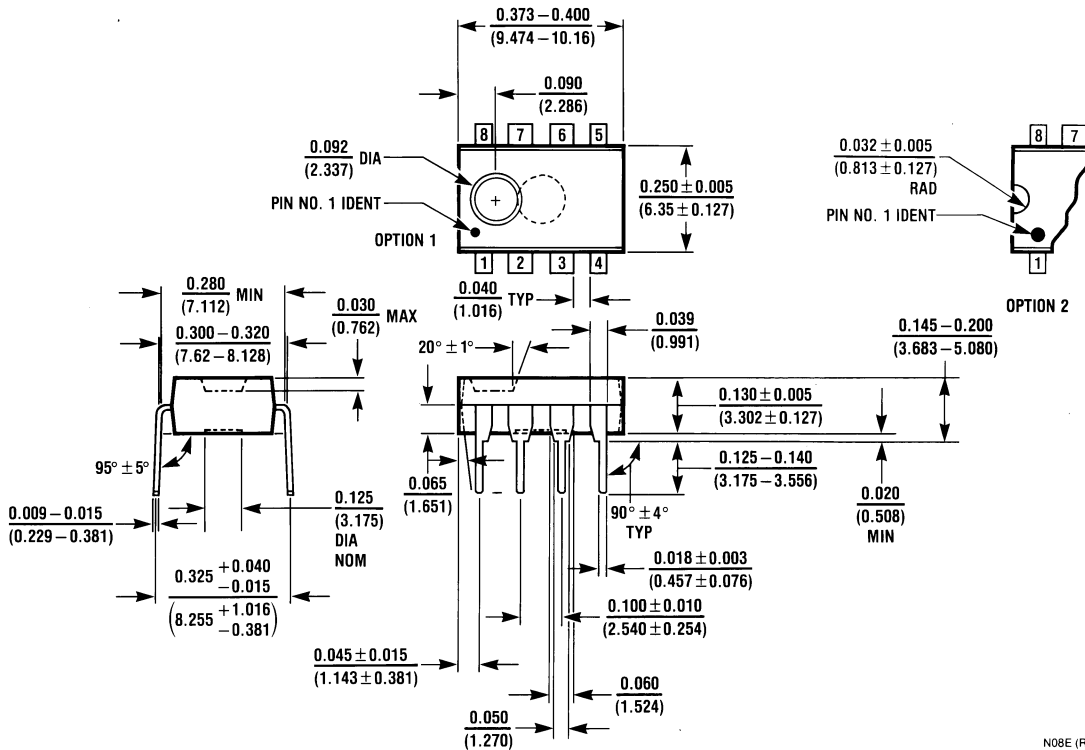 0.373 – 0.400
(9.474 – 10.16)
0.090
(2.286)
8 7 6 5
0.092 DIA
(2.337)
PIN NO. 1 IDENT
OPTION 1
+
1 2 3 4
0.250 ± 0.005
(6.35 ± 0.127)
8 7
0.032 ± 0.005
(0.813 ± 0.127)
RAD
PIN NO. 1 IDENT
1
OPTION 2
0.280 MIN
(7.112)
0.030 MAX
(0.762)
0.300 – 0.320
(7.62 – 8.128)
0.040 TYP
(1.016)
0.039
(0.991)
0.145 – 0.200
(3.683 – 5.080)
20° ± 1°
0.130 ± 0.005
(3.302 ± 0.127)
95° ± 5°
0.065
(1.651)
0.125 – 0.140
(3.175 – 3.556)
90° ± 4°
TYP
0.020
(0.508)
MIN
0.009 – 0.015
(0.229 – 0.381)
0.125
(3.175)
DIA
NOM
0.018 ± 0.003
(0.457 ± 0.076)
0.325 +0.040
–0.015
(8.255 +1.016
–0.381)
0.100 ± 0.010
(2.540 ± 0.254)
0.045 ± 0.015
(1.143 ± 0.381)
0.060
(1.524)
0.050
(1.270)
N08E (R